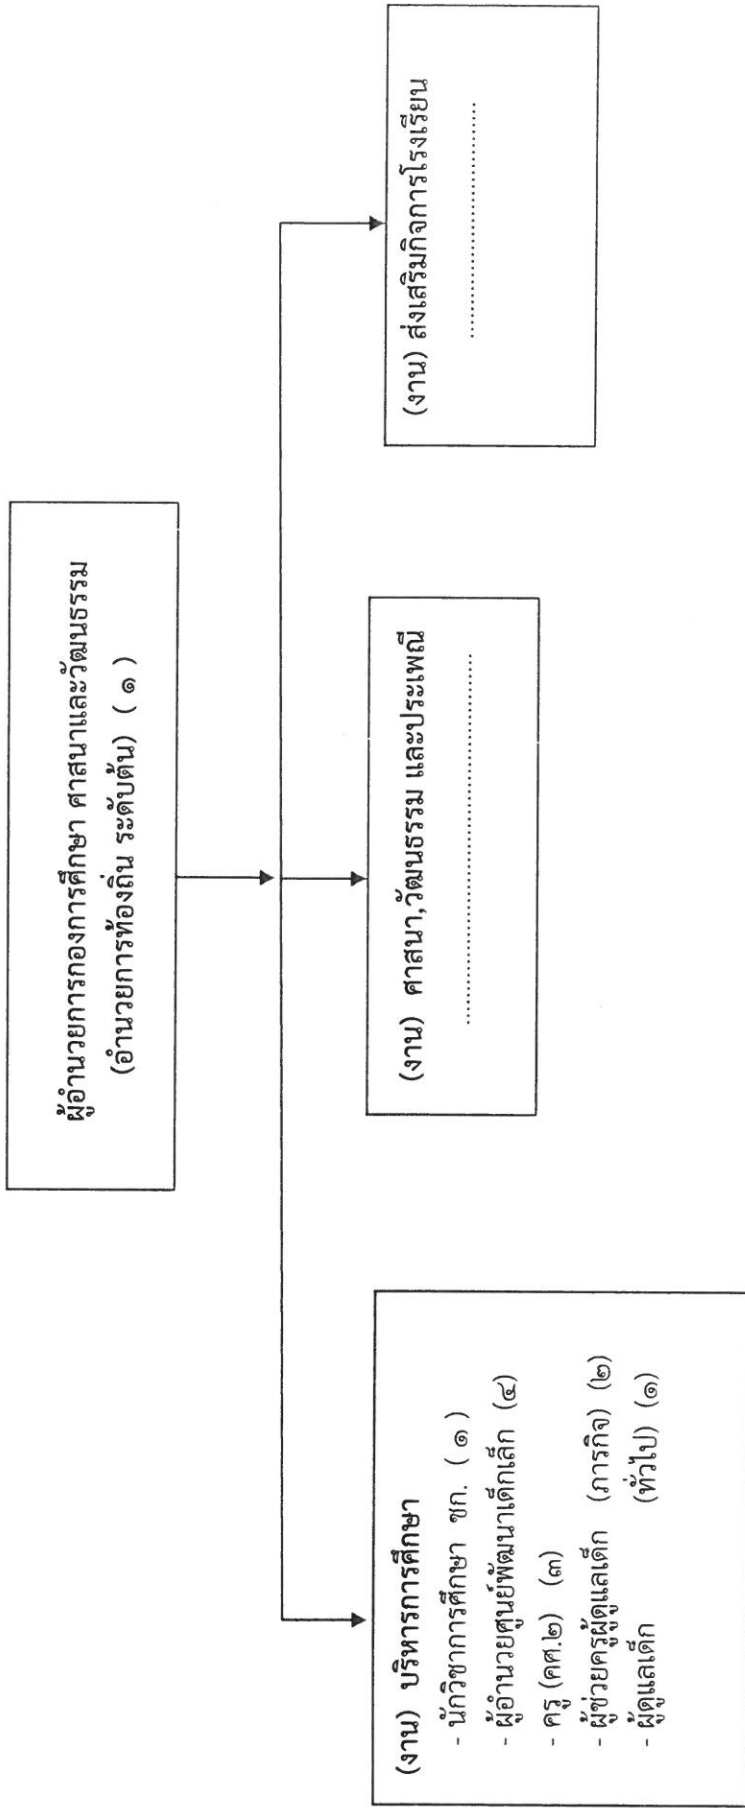 ผู้อำนวยการกองการศึกษา ศาสนาและวัฒนธรรม
(อำนวยการท้องถิ่น ระดับต้น) ( ๑ )
(งาน) บริหารการศึกษา
- นักวิชาการศึกษา ชก. ( ๑ )
- ผู้อำนวยศูนย์พัฒนาเด็กเล็ก (๔)
- ครู (คศ.๒) (๓)
- ผู้ช่วยครูผู้ดูแลเด็ก (ภารกิจ) (๒)
- ผู้ดูแลเด็ก (ทั่วไป) (๑)
(งาน) ศาสนา,วัฒนธรรม และประเพณี
(งาน) ส่งเสริมกิจการโรงเรียน